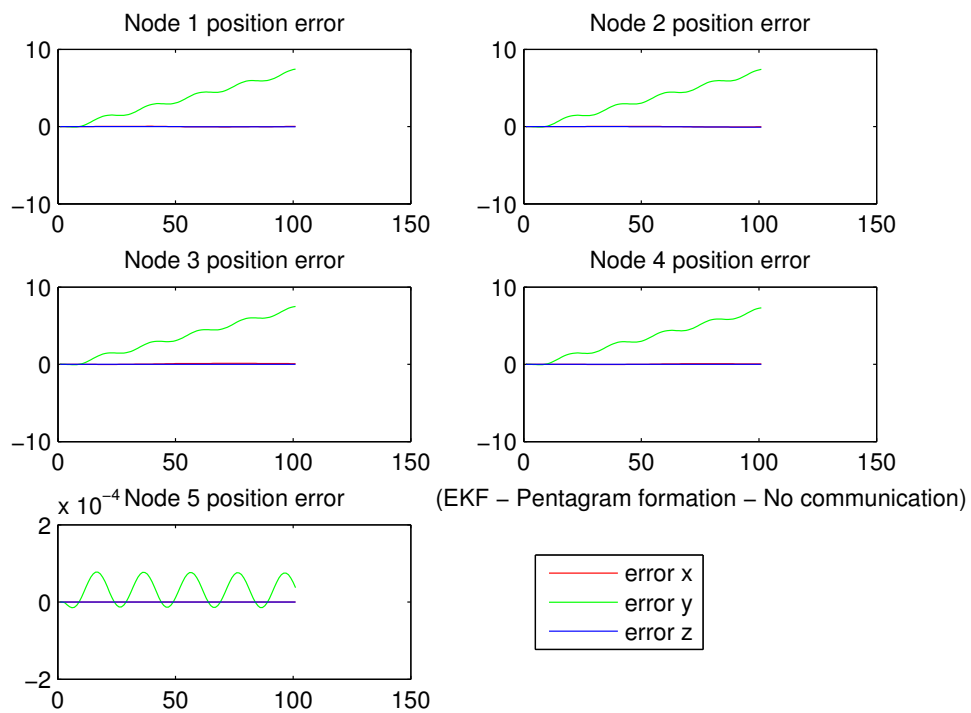 Node 1 position error
10
0
−10
0 50 100 150
Node 2 position error
10
0
−10
0 50 100 150
Node 3 position error
10
0
−10
0 50 100 150
Node 4 position error
10
0
−10
0 50 100 150
x 10−4
Node 5 position error
2
0
−2
0 50 100 150
(EKF − Pentagram formation − No communication)
error x
error y
error z